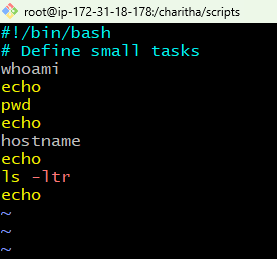 root@ip-172-31-18-178:/charitha/scripts
#!/bin/bash
# Define small tasks
whoami
echo
pwd
echo
hostname
echo
ls -ltr
echo
~
~
~